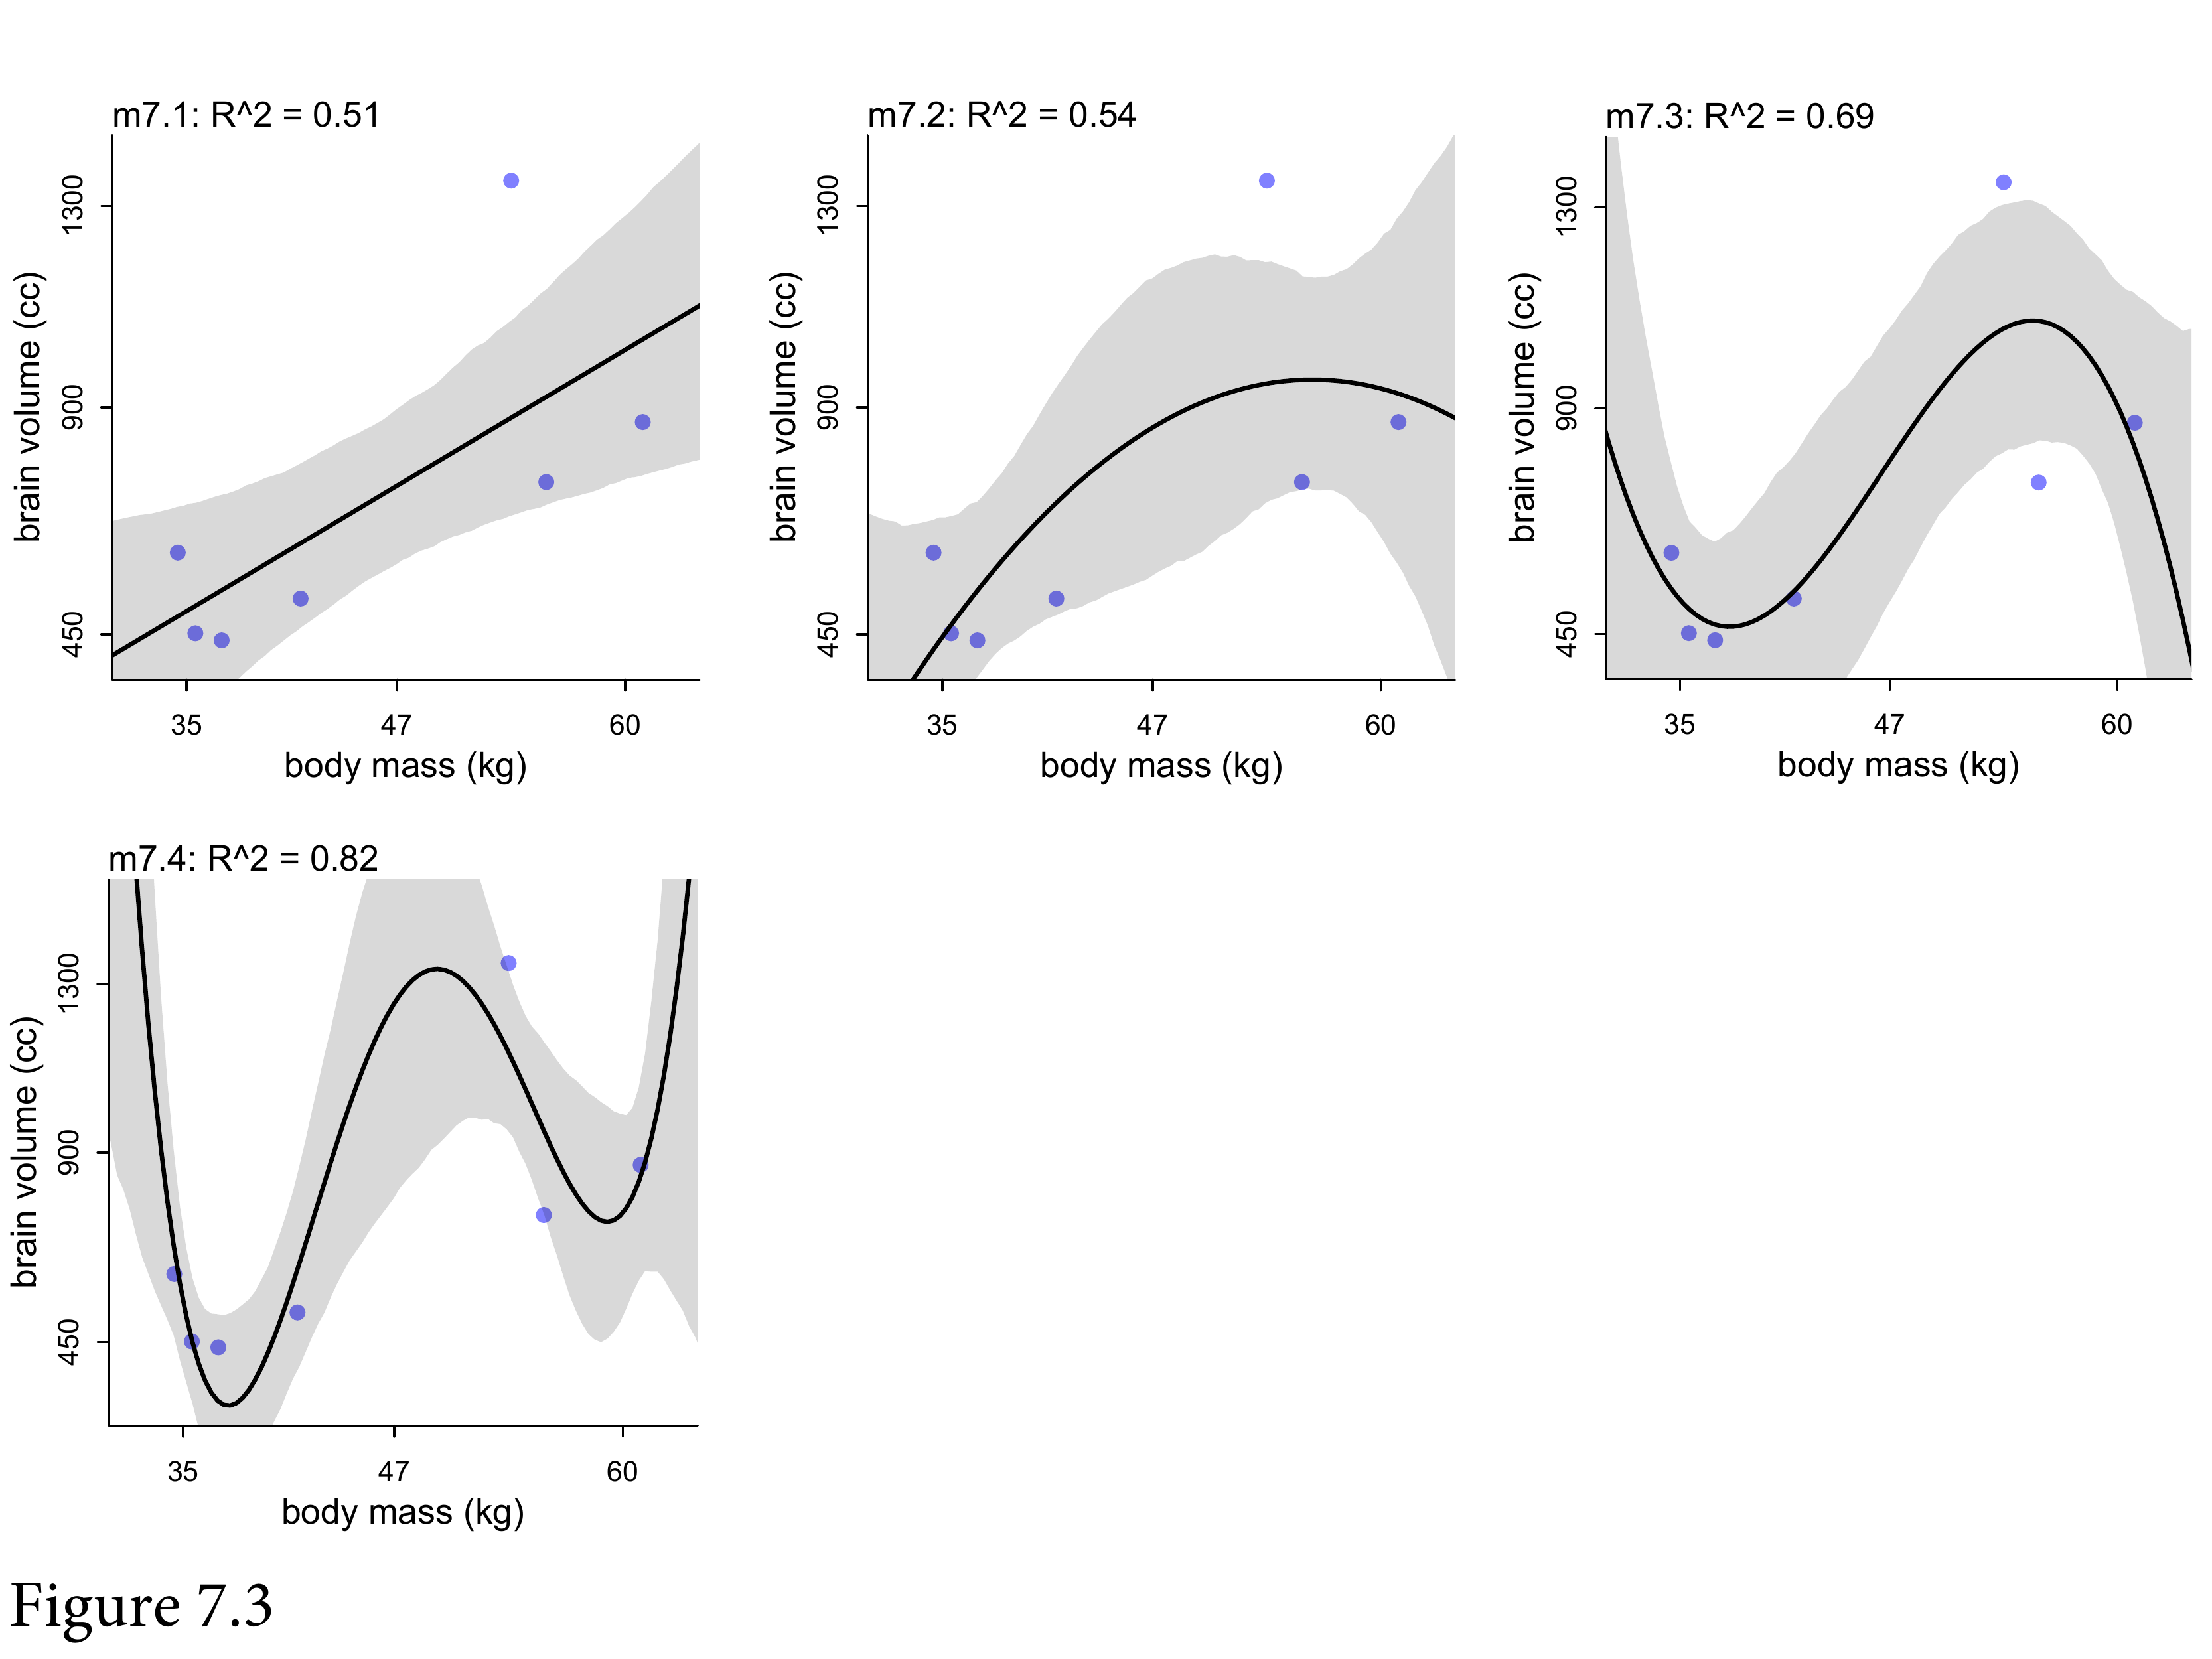 m7.1: R^2 = 0.51
brain volume (cc)
1300
900
450
35 47 60
body mass (kg)
m7.2: R^2 = 0.54
brain volume (cc)
1300
900
450
35 47 60
body mass (kg)
m7.3: R^2 = 0.69
brain volume (cc)
1300
900
450
35 47 60
body mass (kg)
m7.4: R^2 = 0.82
brain volume (cc)
1300
900
450
35 47 60
body mass (kg)
Figure 7.3